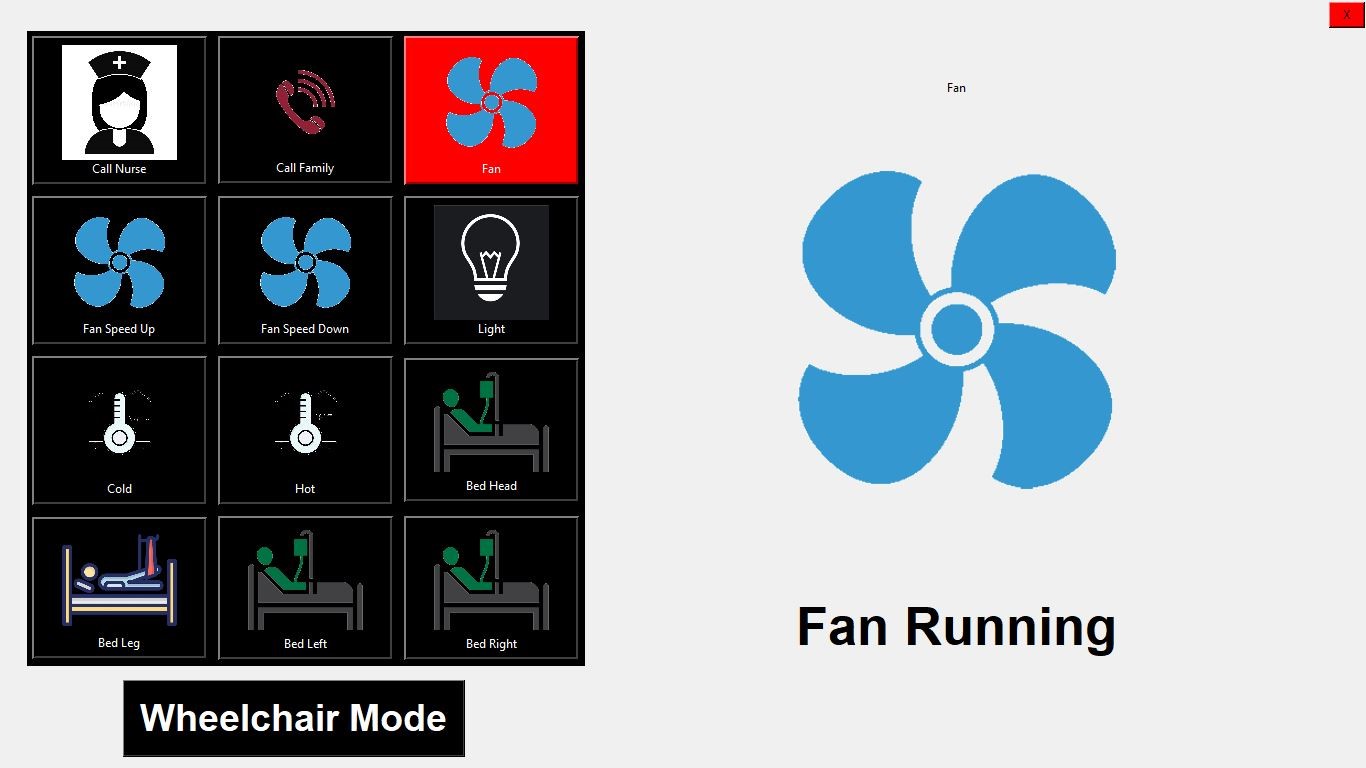 X
Call Nurse
Call Family
Fan
Fan Speed Up
Fan Speed Down
Light
Cold
Hot
Bed Head
Bed Leg
Bed Left
Bed Right
Wheelchair Mode
Fan
Fan Running